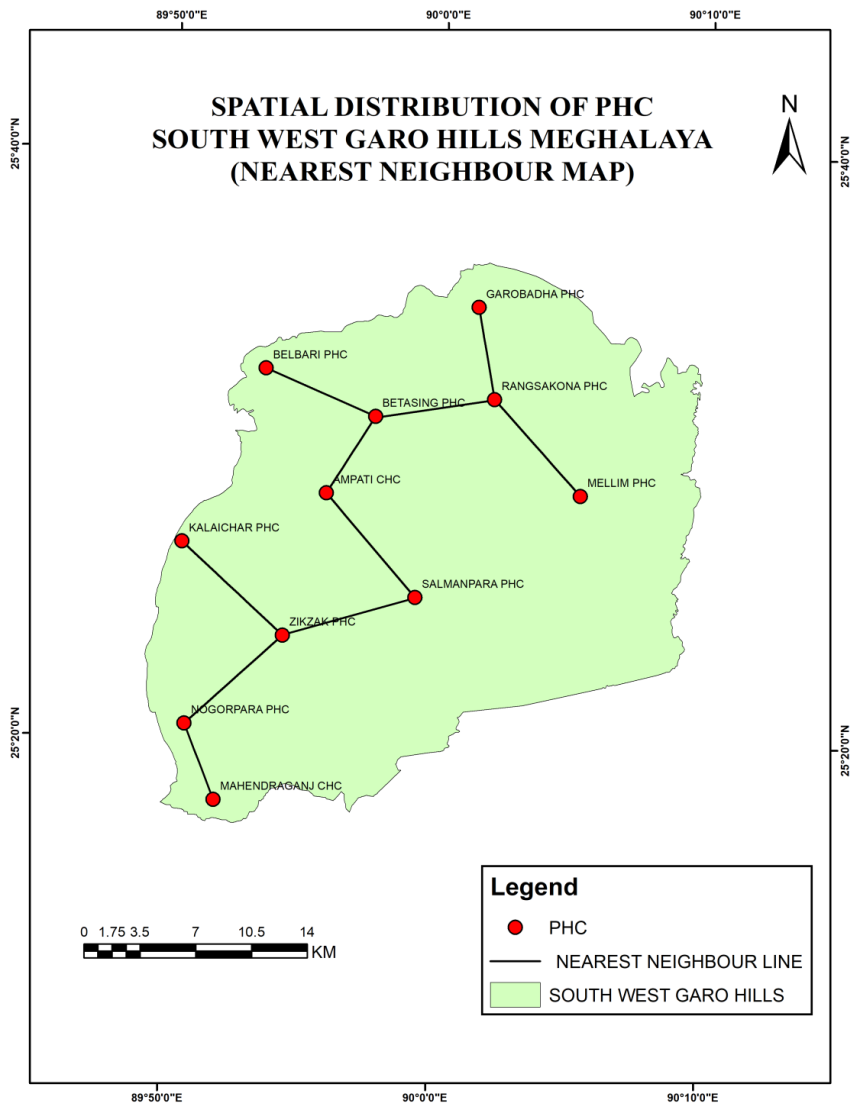 89°50'0"E
90°0'0"E
90°10'0"E
SPATIAL DISTRIBUTION OF PHC
SOUTH WEST GARO HILLS MEGHALAYA
(NEAREST NEIGHBOUR MAP)
N
25°40'0"N
25°40'0"N
GAROBADHA PHC
BELBARI PHC
RANGSAKONA PHC
BETASING PHC
AMPATI CHC
MELLIM PHC
KALAICHAR PHC
SALMANPARA PHC
ZIKZAK PHC
NOGORPARA PHC
25°20'0"N
25°20'0"N
MAHENDRAGANJ CHC
Legend
PHC
NEAREST NEIGHBOUR LINE
SOUTH WEST GARO HILLS
0 1.75 3.5 7 10.5 14
KM
89°50'0"E
90°0'0"E
90°10'0"E